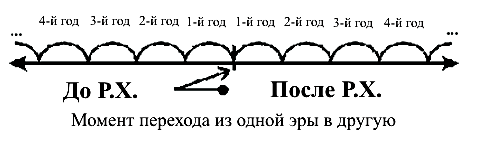 4-й год 3-й год 2-й год 1-й год 1-й год 2-й год 3-й год 4-й год
... ...
До Р.Х. После Р.Х.
Момент перехода из одной эры в другую